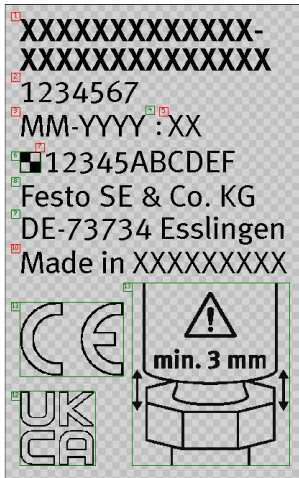 XXXXXXXXXXXXX-
XXXXXXXXXXXXXX
1234567
MM-YYYY :XX
12345ABCDEF
Festo SE & Co. KG
DE-73734 Esslingen
Made in XXXXXXXXX
CE
min. 3 mm
UK
CA